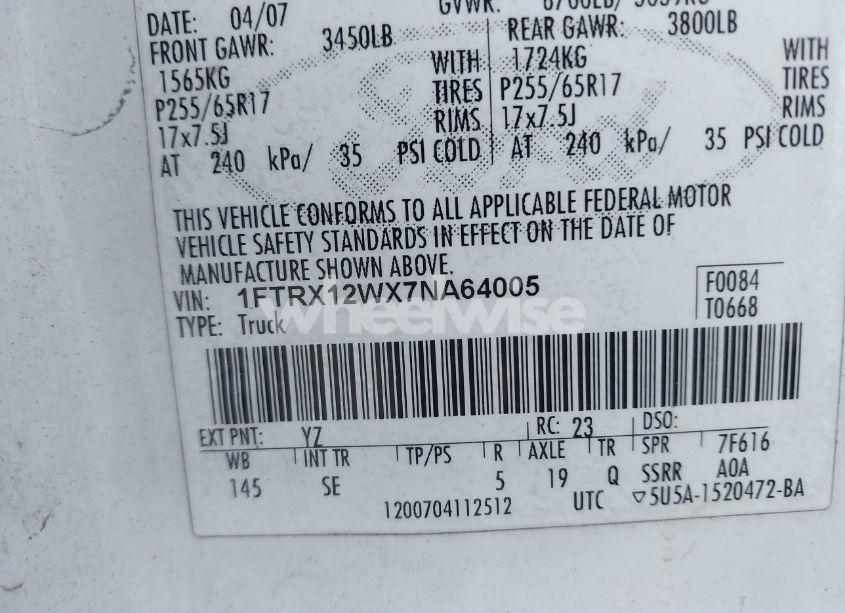 GVWR: 6700LB/ 3039KG
DATE: 04/07
FRONT GAWR: 3450LB REAR GAWR: 3800LB
1565KG WITH 1724KG WITH
P255/65R17 TIRES P255/65R17 TIRES
17x7.5J RIMS 17x7.5J RIMS
AT 240 kPa/ 35 PSI COLD AT 240 kPa/ 35 PSI COLD
THIS VEHICLE CONFORMS TO ALL APPLICABLE FEDERAL MOTOR
VEHICLE SAFETY STANDARDS IN EFFECT ON THE DATE OF
MANUFACTURE SHOWN ABOVE.
VIN: 1FTRX12WX7NA64005 F0084
TYPE: Truck T0668
wheelwise
EXT PNT: YZ RC: 23 DSO:
WB INT TR TP/PS R AXLE TR SPR 7F616
145 SE 5 19 Q SSRR A0A
1200704112512 UTC ▽5U5A-1520472-BA